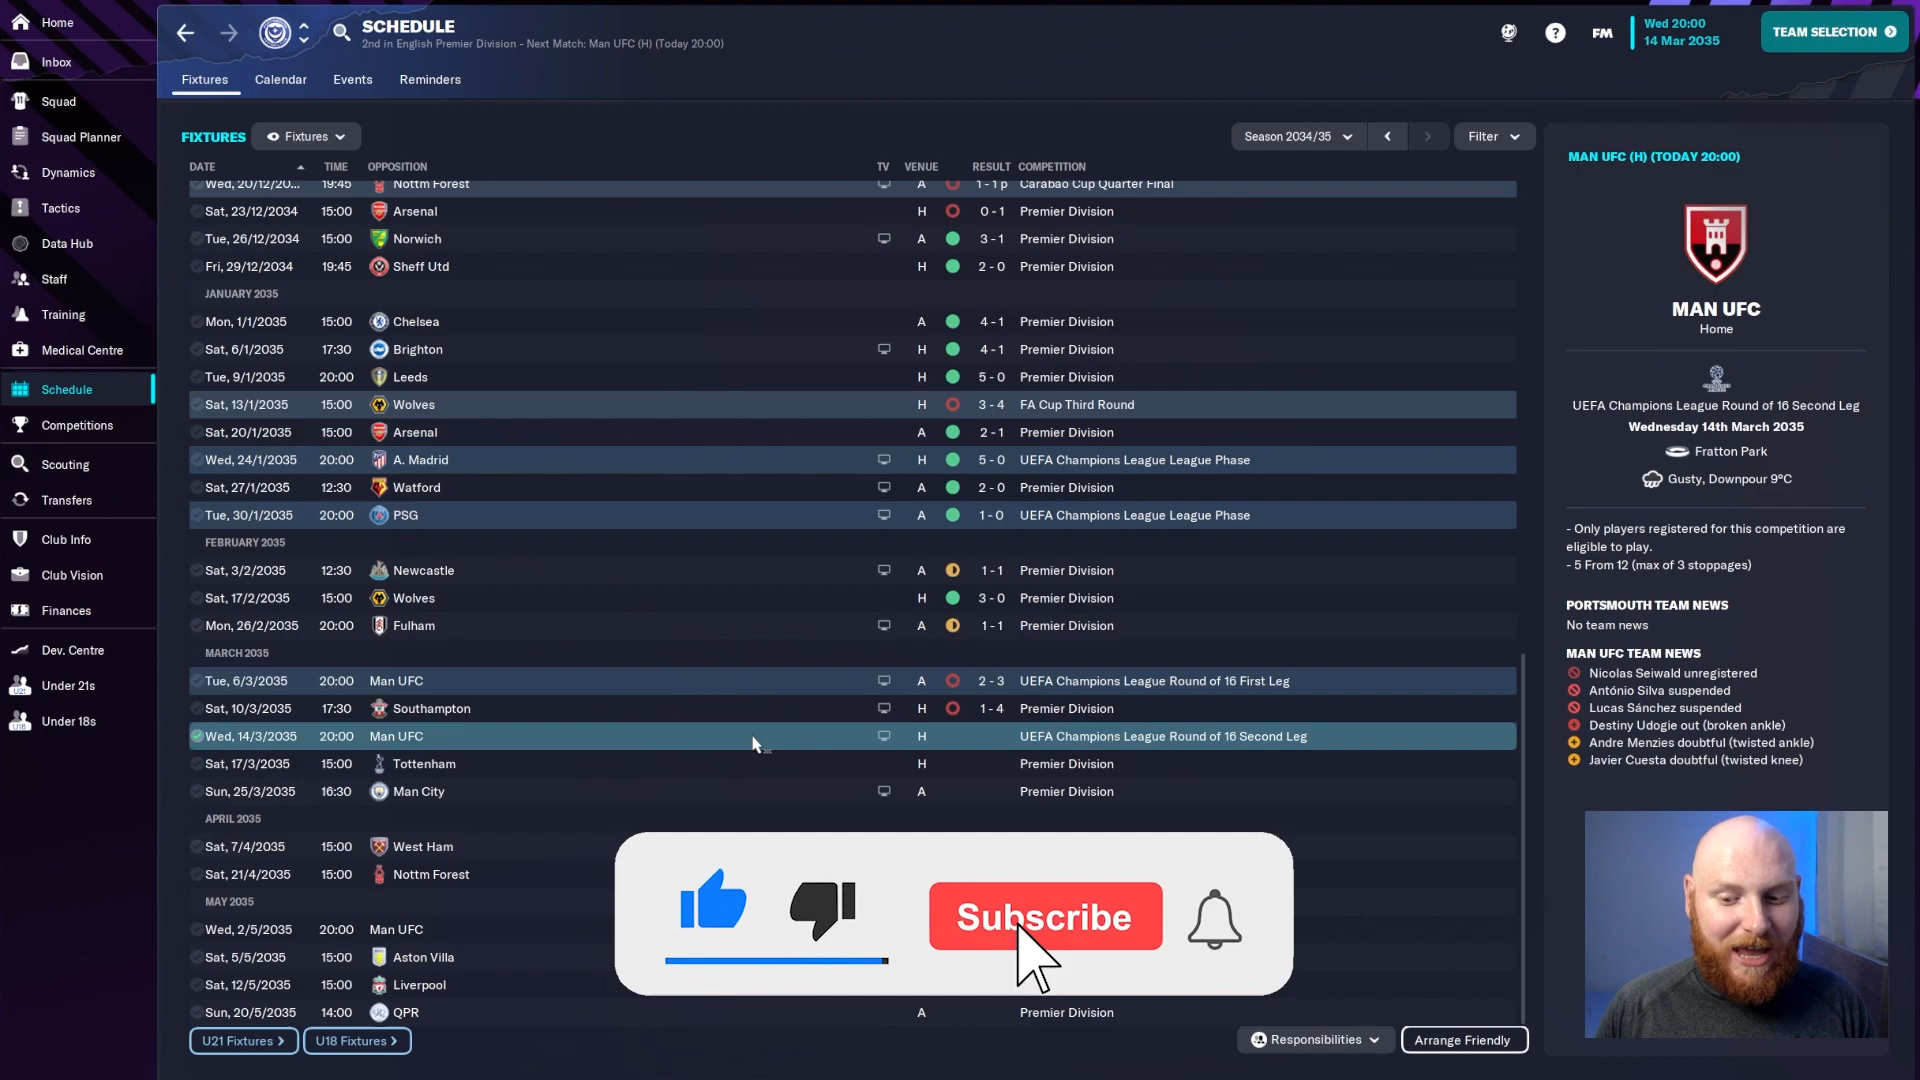 Home
Inbox
Squad
Squad Planner
Dynamics
Tactics
Data Hub
Staff
Training
Medical Centre
Schedule
Competitions
Scouting
Transfers
Club Info
Club Vision
Finances
Dev. Centre
Under 21s
Under 18s
SCHEDULE
2nd in English Premier Division - Next Match: Man UFC (H) (Today 20:00)
FM
Wed 20:00
14 Mar 2035
TEAM SELECTION
Fixtures Calendar Events Reminders
FIXTURES Fixtures Season 2034/35 Filter
DATE TIME OPPOSITION TV VENUE RESULT COMPETITION
Wed, 20/12/20... 19:45 Nottm Forest A 1 - 1 p Carabao Cup Quarter Final
Sat, 23/12/2034 15:00 Arsenal H 0 - 1 Premier Division
Tue, 26/12/2034 15:00 Norwich A 3 - 1 Premier Division
Fri, 29/12/2034 19:45 Sheff Utd H 2 - 0 Premier Division
JANUARY 2035
Mon, 1/1/2035 15:00 Chelsea A 4 - 1 Premier Division
Sat, 6/1/2035 17:30 Brighton H 4 - 1 Premier Division
Tue, 9/1/2035 20:00 Leeds H 5 - 0 Premier Division
Sat, 13/1/2035 15:00 Wolves H 3 - 4 FA Cup Third Round
Sat, 20/1/2035 15:00 Arsenal A 2 - 1 Premier Division
Wed, 24/1/2035 20:00 A. Madrid H 5 - 0 UEFA Champions League League Phase
Sat, 27/1/2035 12:30 Watford A 2 - 0 Premier Division
Tue, 30/1/2035 20:00 PSG A 1 - 0 UEFA Champions League League Phase
FEBRUARY 2035
Sat, 3/2/2035 12:30 Newcastle A 1 - 1 Premier Division
Sat, 17/2/2035 15:00 Wolves H 3 - 0 Premier Division
Mon, 26/2/2035 20:00 Fulham A 1 - 1 Premier Division
MARCH 2035
Tue, 6/3/2035 20:00 Man UFC A 2 - 3 UEFA Champions League Round of 16 First Leg
Sat, 10/3/2035 17:30 Southampton H 1 - 4 Premier Division
Wed, 14/3/2035 20:00 Man UFC H UEFA Champions League Round of 16 Second Leg
Sat, 17/3/2035 15:00 Tottenham H Premier Division
Sun, 25/3/2035 16:30 Man City A Premier Division
APRIL 2035
Sat, 7/4/2035 15:00 West Ham
Sat, 21/4/2035 15:00 Nottm Forest
MAY 2035
Wed, 2/5/2035 20:00 Man UFC
Sat, 5/5/2035 15:00 Aston Villa
Sat, 12/5/2035 15:00 Liverpool
Sun, 20/5/2035 14:00 QPR A Premier Division
Subscribe
U21 Fixtures U18 Fixtures Responsibilities Arrange Friendly
MAN UFC (H) (TODAY 20:00)
MAN UFC
Home
UEFA Champions League Round of 16 Second Leg
Wednesday 14th March 2035
Fratton Park
Gusty, Downpour 9°C
- Only players registered for this competition are
eligible to play.
- 5 From 12 (max of 3 stoppages)
PORTSMOUTH TEAM NEWS
No team news
MAN UFC TEAM NEWS
Nicolas Seiwald unregistered
António Silva suspended
Lucas Sánchez suspended
Destiny Udogie out (broken ankle)
Andre Menzies doubtful (twisted ankle)
Javier Cuesta doubtful (twisted knee)